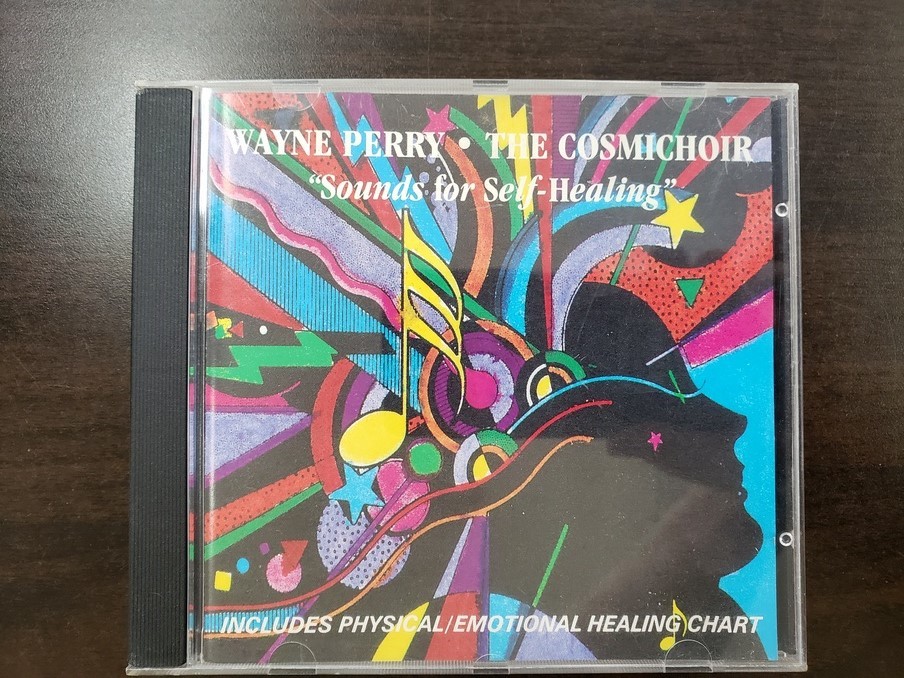 WAYNE PERRY • THE COSMICHOIR
"Sounds for Self-Healing"
INCLUDES PHYSICAL/EMOTIONAL HEALING CHART